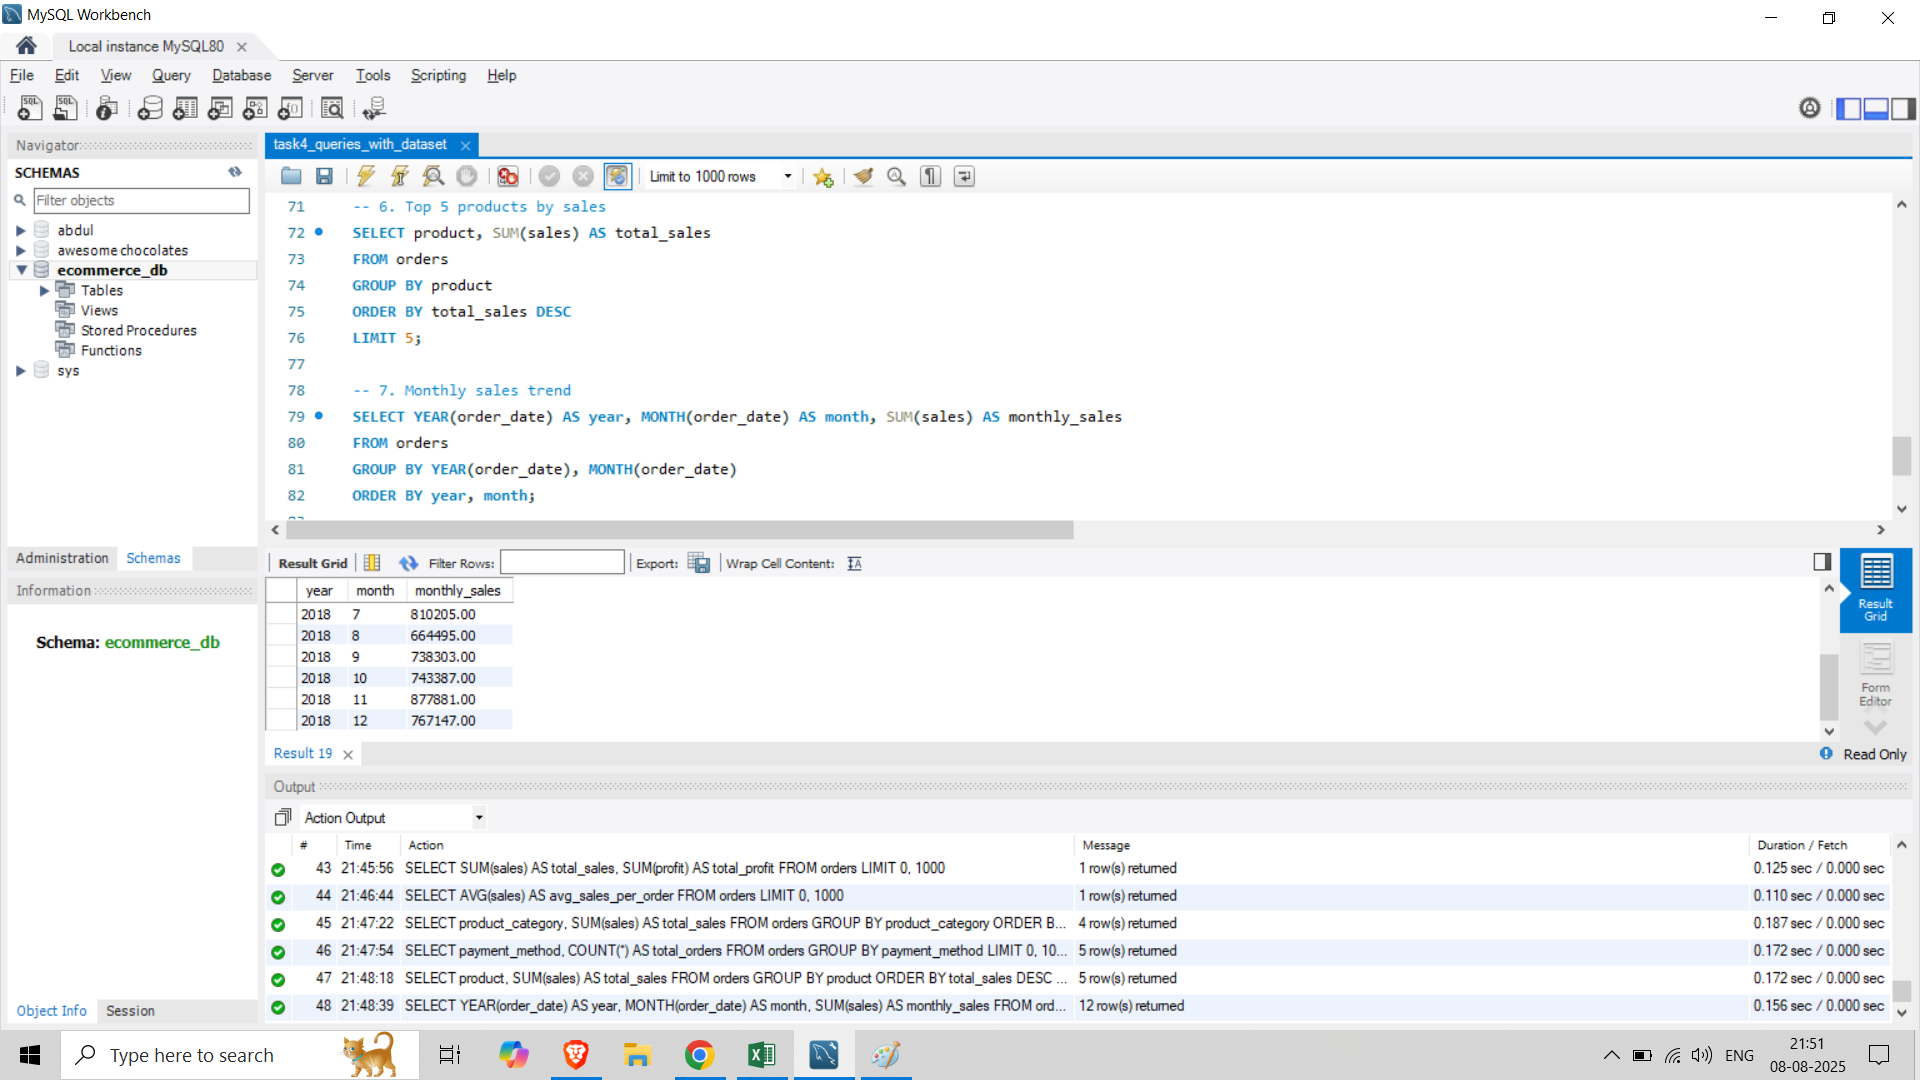 MySQL Workbench
Local instance MySQL80
File Edit View Query Database Server Tools Scripting Help
Navigator
SCHEMAS
Filter objects
abdul
awesome chocolates
ecommerce_db
Tables
Views
Stored Procedures
Functions
sys
Administration Schemas
Information
Schema: ecommerce_db
Object Info Session
task4_queries_with_dataset
Limit to 1000 rows
71 -- 6. Top 5 products by sales
72 SELECT product, SUM(sales) AS total_sales
73 FROM orders
74 GROUP BY product
75 ORDER BY total_sales DESC
76 LIMIT 5;
77
78 -- 7. Monthly sales trend
79 SELECT YEAR(order_date) AS year, MONTH(order_date) AS month, SUM(sales) AS monthly_sales
80 FROM orders
81 GROUP BY YEAR(order_date), MONTH(order_date)
82 ORDER BY year, month;
Result Grid Filter Rows: Export: Wrap Cell Content:
year month monthly_sales
2018 7 810205.00
2018 8 664495.00
2018 9 738303.00
2018 10 743387.00
2018 11 877881.00
2018 12 767147.00
Result Grid
Form Editor
Result 19
Read Only
Output
Action Output
# Time Action Message Duration / Fetch
43 21:45:56 SELECT SUM(sales) AS total_sales, SUM(profit) AS total_profit FROM orders LIMIT 0, 1000 1 row(s) returned 0.125 sec / 0.000 sec
44 21:46:44 SELECT AVG(sales) AS avg_sales_per_order FROM orders LIMIT 0, 1000 1 row(s) returned 0.110 sec / 0.000 sec
45 21:47:22 SELECT product_category, SUM(sales) AS total_sales FROM orders GROUP BY product_category ORDER B... 4 row(s) returned 0.187 sec / 0.000 sec
46 21:47:54 SELECT payment_method, COUNT(*) AS total_orders FROM orders GROUP BY payment_method LIMIT 0, 10... 5 row(s) returned 0.172 sec / 0.000 sec
47 21:48:18 SELECT product, SUM(sales) AS total_sales FROM orders GROUP BY product ORDER BY total_sales DESC ... 5 row(s) returned 0.172 sec / 0.000 sec
48 21:48:39 SELECT YEAR(order_date) AS year, MONTH(order_date) AS month, SUM(sales) AS monthly_sales FROM ord... 12 row(s) returned 0.156 sec / 0.000 sec
Type here to search
ENG
21:51
08-08-2025